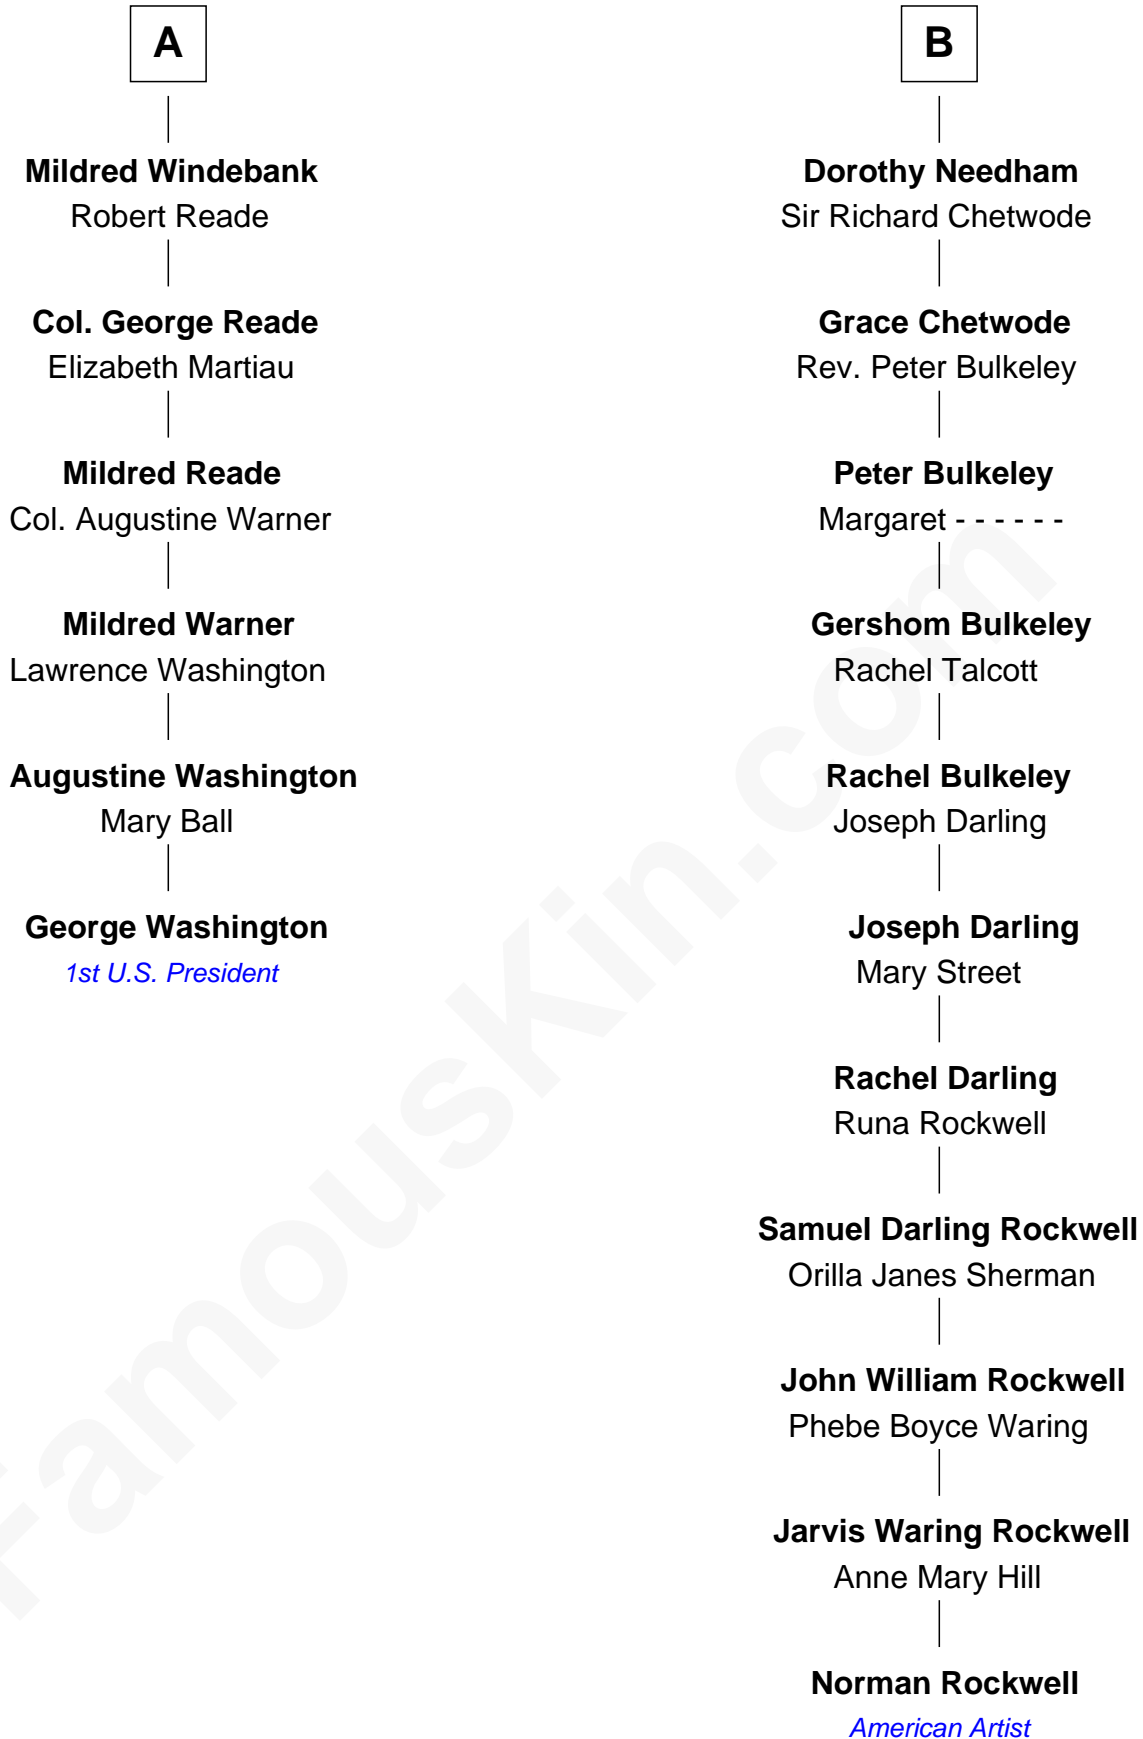 A
Mildred Windebank
Robert Reade
Col. George Reade
Elizabeth Martiau
Mildred Reade
Col. Augustine Warner
Mildred Warner
Lawrence Washington
Augustine Washington
Mary Ball
George Washington
1st U.S. President
B
Dorothy Needham
Sir Richard Chetwode
Grace Chetwode
Rev. Peter Bulkeley
Peter Bulkeley
Margaret - - - - - -
Gershom Bulkeley
Rachel Talcott
Rachel Bulkeley
Joseph Darling
Joseph Darling
Mary Street
Rachel Darling
Runa Rockwell
Samuel Darling Rockwell
Orilla Janes Sherman
John William Rockwell
Phebe Boyce Waring
Jarvis Waring Rockwell
Anne Mary Hill
Norman Rockwell
American Artist
FamousKin.com